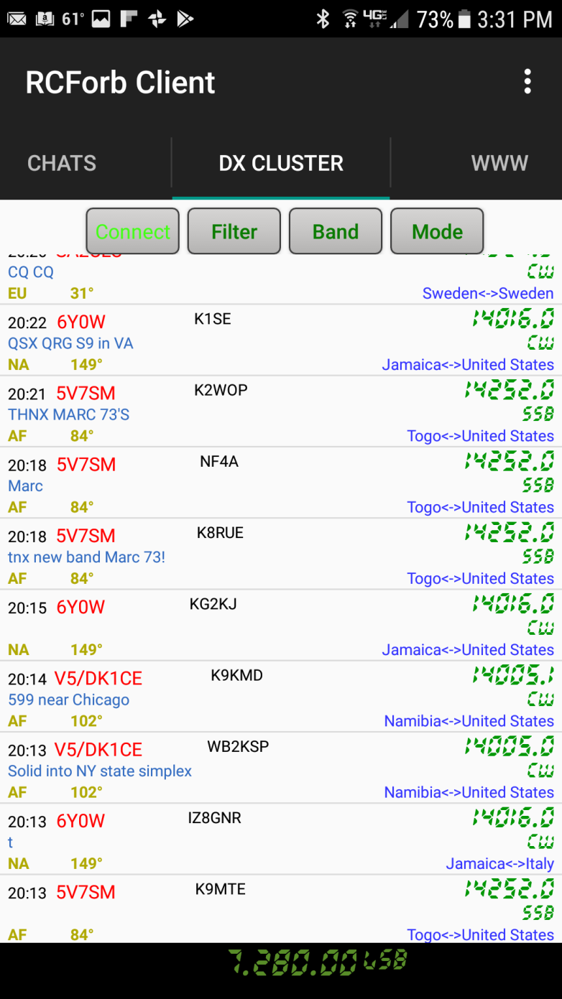 61° 4G LTE 73% 3:31 PM
RCForb Client
CHATS DX CLUSTER WWW
Connect Filter Band Mode
CQ CQ CW
EU 31° Sweden<->Sweden
20:22 6Y0W K1SE 14016.0
QSX QRG S9 in VA CW
NA 149° Jamaica<->United States
20:21 5V7SM K2WOP 14252.0
THNX MARC 73'S SSB
AF 84° Togo<->United States
20:18 5V7SM NF4A 14252.0
Marc SSB
AF 84° Togo<->United States
20:18 5V7SM K8RUE 14252.0
tnx new band Marc 73! SSB
AF 84° Togo<->United States
20:15 6Y0W KG2KJ 14016.0
CW
NA 149° Jamaica<->United States
20:14 V5/DK1CE K9KMD 14005.1
599 near Chicago CW
AF 102° Namibia<->United States
20:13 V5/DK1CE WB2KSP 14005.0
Solid into NY state simplex CW
AF 102° Namibia<->United States
20:13 6Y0W IZ8GNR 14016.0
t CW
NA 149° Jamaica<->Italy
20:13 5V7SM K9MTE 14252.0
SSB
AF 84° Togo<->United States
7.280.00 LSB